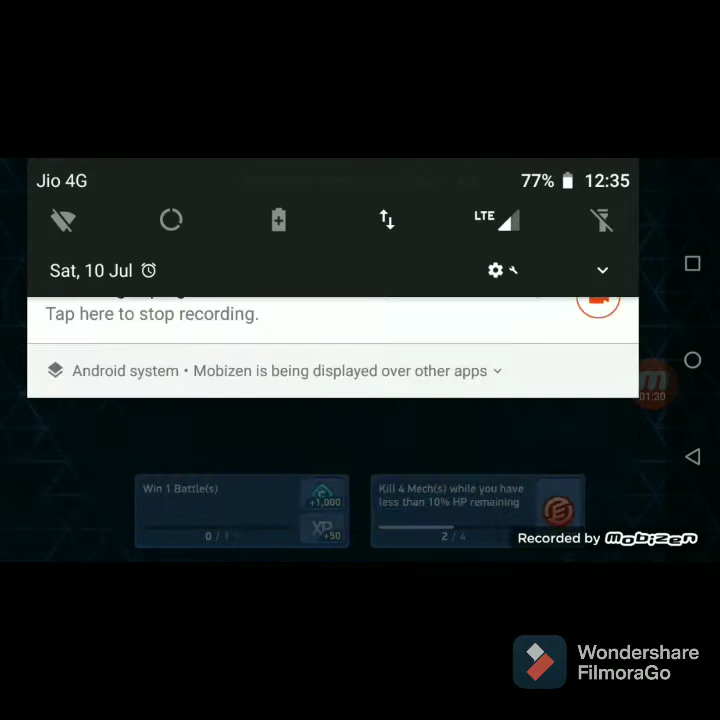 Jio 4G
77%
12:35
LTE
Sat, 10 Jul
Tap here to stop recording.
Android system • Mobizen is being displayed over other apps
01:30
Win 1 Battle(s)
+1,000
XP
+50
0 / 1
Kill 4 Mech(s) while you have
less than 10% HP remaining
2 / 4
Recorded by mobizen
Wondershare
FilmoraGo